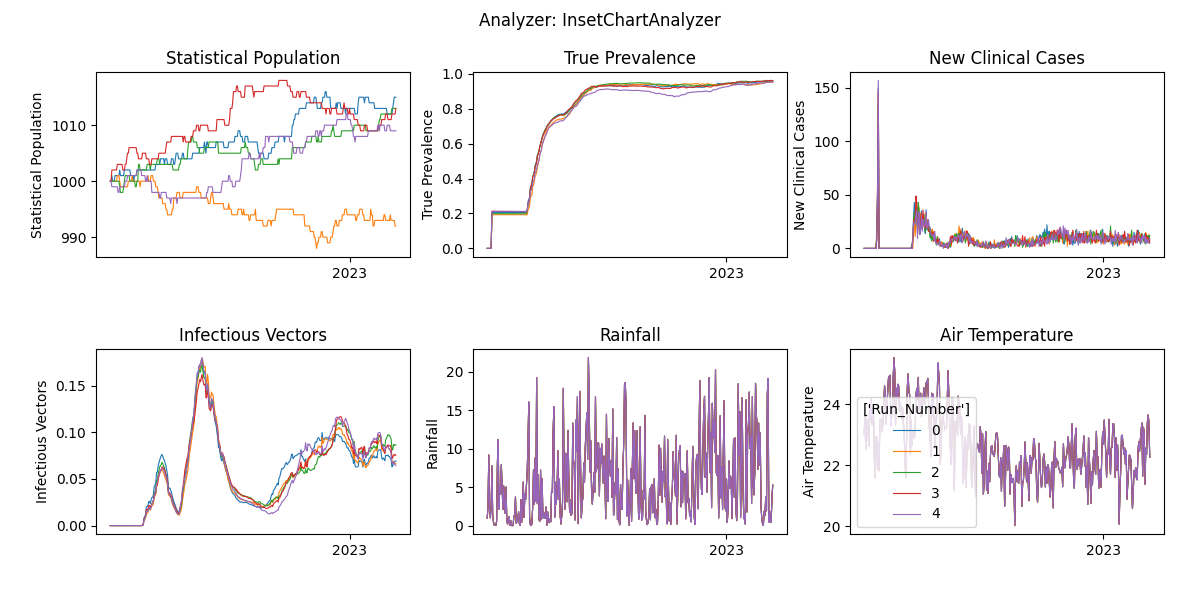 Analyzer: InsetChartAnalyzer
Statistical Population
Statistical Population
1010
1000
990
2023
True Prevalence
True Prevalence
1.0
0.8
0.6
0.4
0.2
0.0
2023
New Clinical Cases
New Clinical Cases
150
100
50
0
2023
Infectious Vectors
Infectious Vectors
0.15
0.10
0.05
0.00
2023
Rainfall
Rainfall
20
15
10
5
0
2023
Air Temperature
Air Temperature
24
22
20
['Run_Number']
0
1
2
3
4
2023